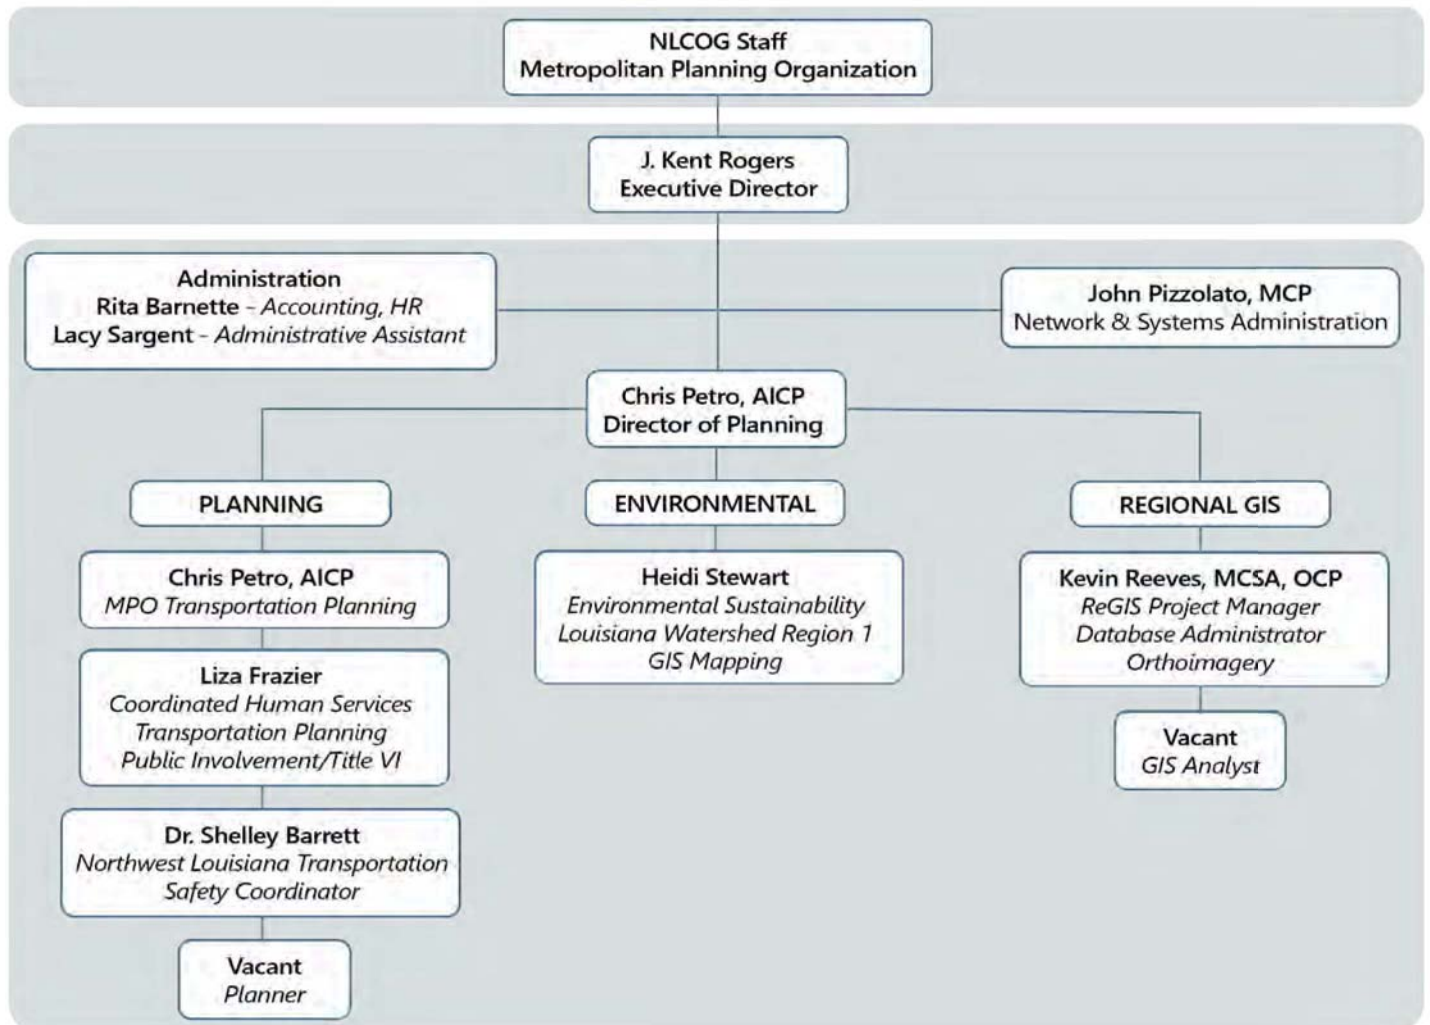 NLCOG Staff
Metropolitan Planning Organization
J. Kent Rogers
Executive Director
Administration
Rita Barnette - Accounting, HR
Lacy Sargent - Administrative Assistant
John Pizzolato, MCP
Network & Systems Administration
Chris Petro, AICP
Director of Planning
PLANNING
Chris Petro, AICP
MPO Transportation Planning
Liza Frazier
Coordinated Human Services
Transportation Planning
Public Involvement/Title VI
Dr. Shelley Barrett
Northwest Louisiana Transportation
Safety Coordinator
Vacant
Planner
ENVIRONMENTAL
Heidi Stewart
Environmental Sustainability
Louisiana Watershed Region 1
GIS Mapping
REGIONAL GIS
Kevin Reeves, MCSA, OCP
ReGIS Project Manager
Database Administrator
Orthoimagery
Vacant
GIS Analyst